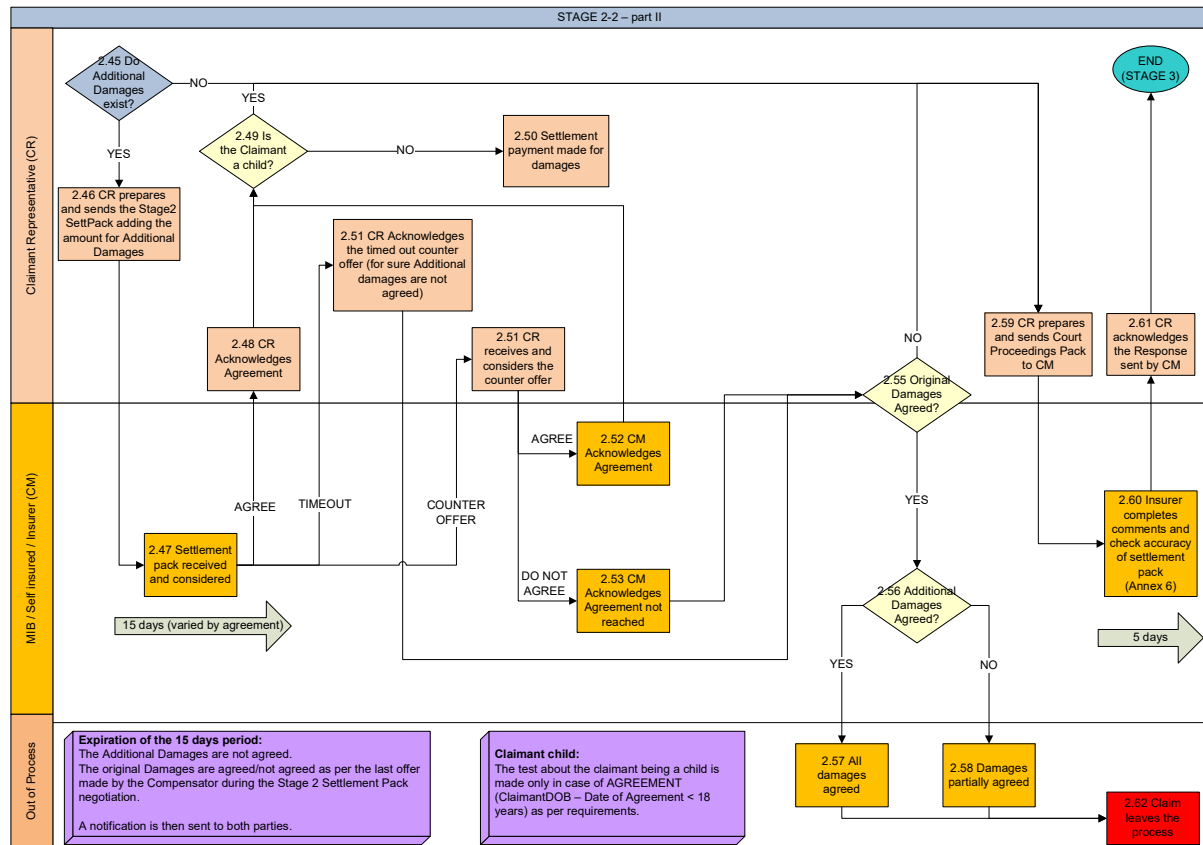 STAGE 2-2 – part II
Claimant Representative (CR)
2.45 Do
Additional
Damages
exist?
NO
YES
2.46 CR prepares
and sends the Stage2
SettPack adding the
amount for Additional
Damages
YES
2.49 Is
the Claimant
a child?
NO
2.50 Settlement
payment made for
damages
2.51 CR Acknowledges
the timed out counter
offer (for sure Additional
damages are not
agreed)
2.48 CR
Acknowledges
Agreement
2.51 CR
receives and
considers the
counter offer
NO
2.55 Original
Damages
Agreed?
2.59 CR prepares
and sends Court
Proceedings Pack
to CM
END
(STAGE 3)
2.61 CR
acknowledges
the Response
sent by CM
MIB / Self insured / Insurer (CM)
2.47 Settlement
pack received
and considered
AGREE
TIMEOUT
COUNTER
OFFER
AGREE
2.52 CM
Acknowledges
Agreement
DO NOT
AGREE
2.53 CM
Acknowledges
Agreement not
reached
YES
2.56 Additional
Damages
Agreed?
YES
NO
2.60 Insurer
completes
comments and
check accuracy
of settlement
pack
(Annex 6)
15 days (varied by agreement)
5 days
Out of Process
Expiration of the 15 days period:
The Additional Damages are not agreed.
The original Damages are agreed/not agreed as per the last offer
made by the Compensator during the Stage 2 Settlement Pack
negotiation.
A notification is then sent to both parties.
Claimant child:
The test about the claimant being a child is
made only in case of AGREEMENT
(ClaimantDOB – Date of Agreement < 18
years) as per requirements.
2.57 All
damages
agreed
2.58 Damages
partially agreed
2.62 Claim
leaves the
process